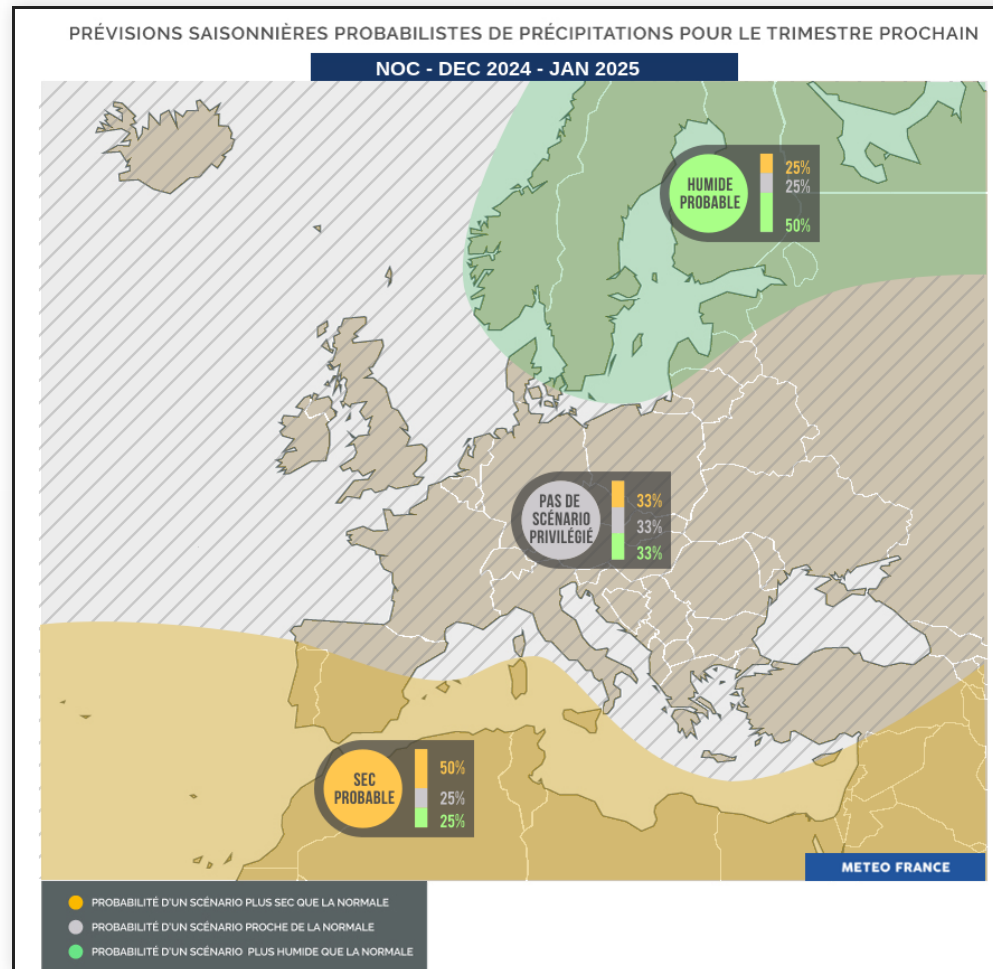 PRÉVISIONS SAISONNIÈRES PROBABILISTES DE PRÉCIPITATIONS POUR LE TRIMESTRE PROCHAIN
NOC - DEC 2024 - JAN 2025
HUMIDE
PROBABLE
25%
25%
50%
PAS DE
SCÉNARIO
PRIVILÉGIÉ
33%
33%
33%
SEC
PROBABLE
50%
25%
25%
METEO FRANCE
PROBABILITÉ D'UN SCÉNARIO PLUS SEC QUE LA NORMALE
PROBABILITÉ D'UN SCÉNARIO PROCHE DE LA NORMALE
PROBABILITÉ D'UN SCÉNARIO PLUS HUMIDE QUE LA NORMALE